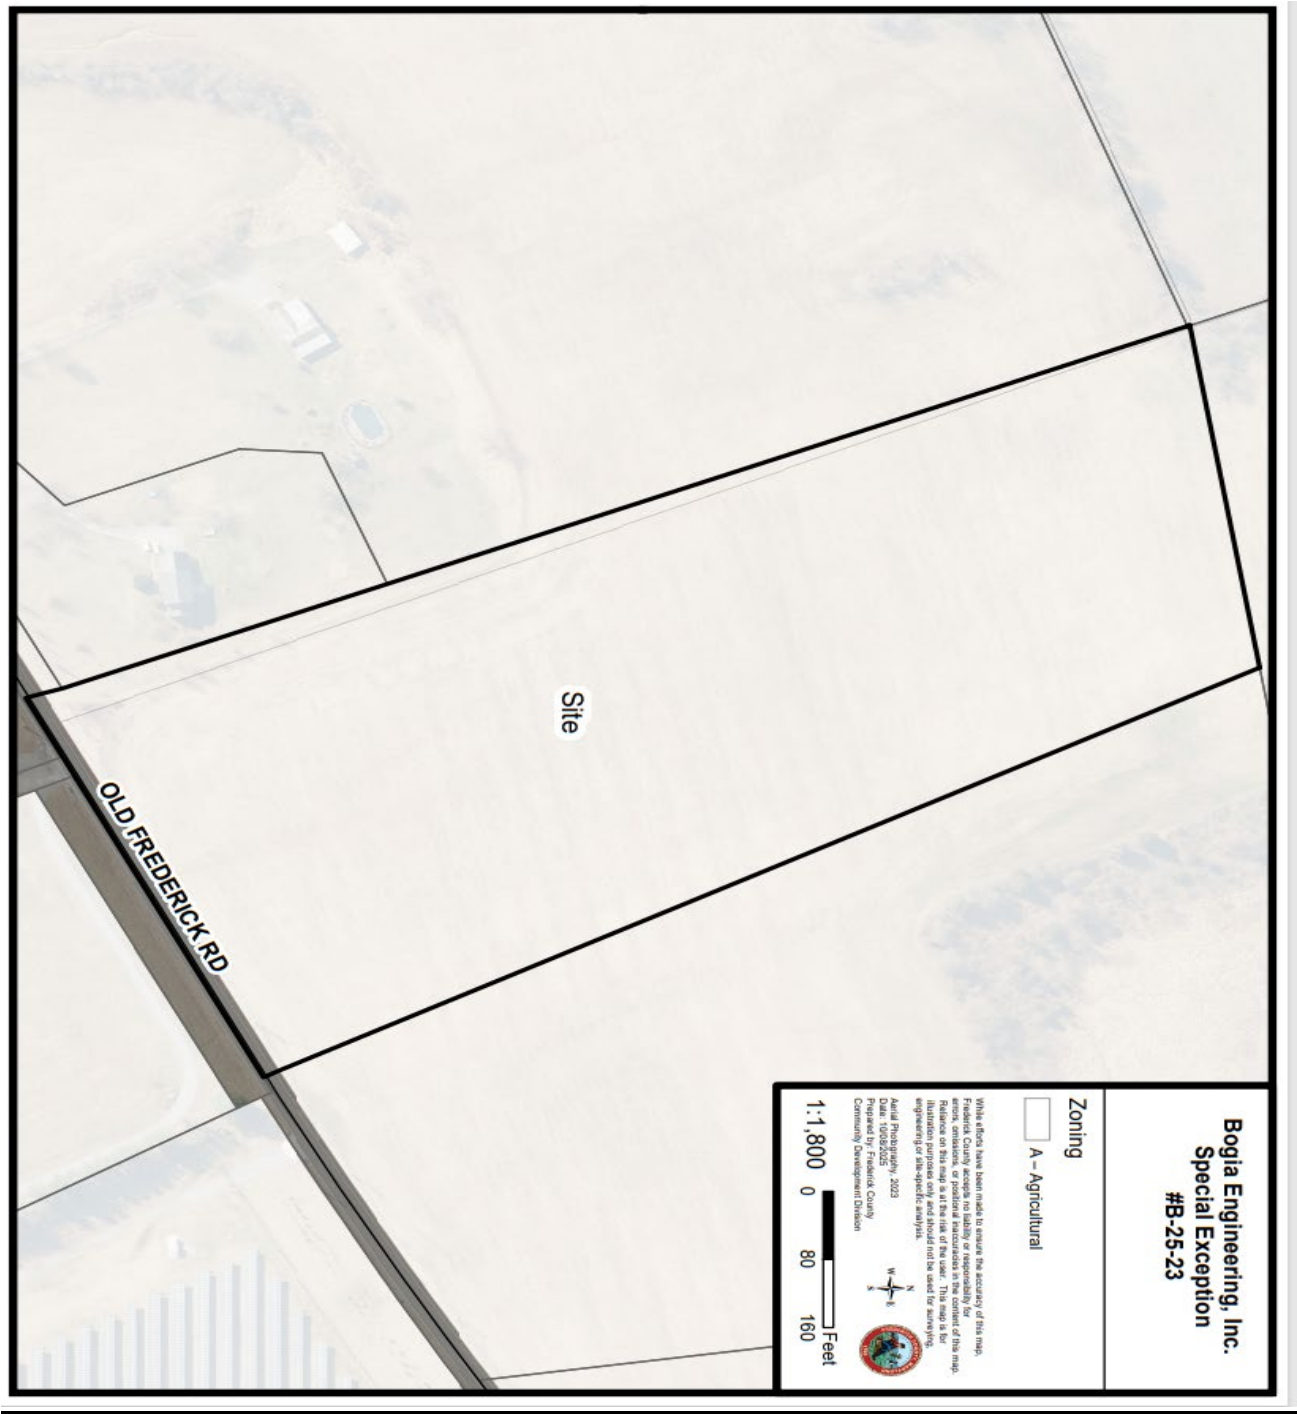 Bogia Engineering, Inc.
Special Exception
#B-25-23
Zoning
A – Agricultural
While efforts have been made to ensure the accuracy of this map,
Frederick County accepts no liability or responsibility for
errors, omissions, or positional inaccuracies in the content of this map.
Reliance on this map is at the risk of the user. This map is for
illustration purposes only and should not be used for surveying,
engineering or site-specific analysis.
Aerial Photography, 2023
Date: 10/08/2025
Prepared by: Frederick County
Community Development Division
N
W E
S
1:1,800 0 80 160
Feet
Site
OLD FREDERICK RD